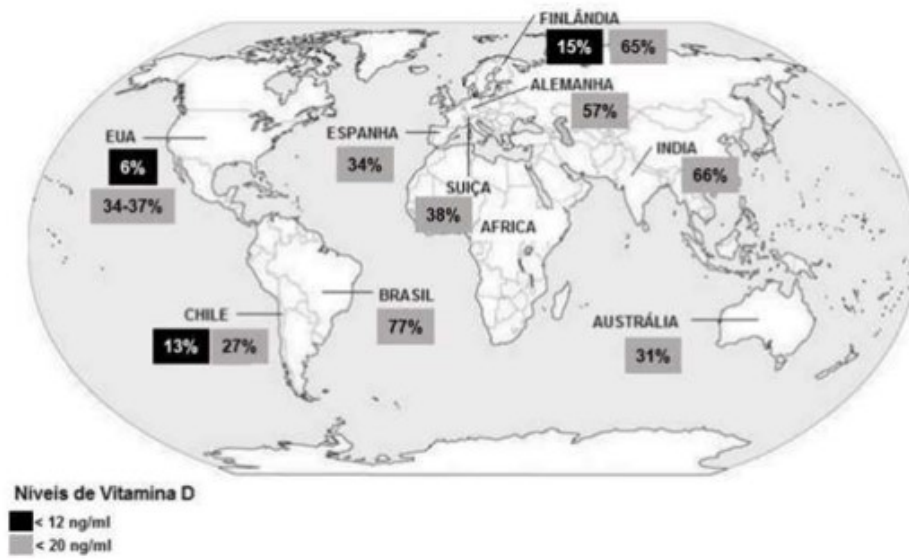 FINLÂNDIA
15% 65%
ALEMANHA
57%
EUA
6%
34-37%
ESPANHA
34%
INDIA
66%
SUIÇA
38%
AFRICA
BRASIL
77%
CHILE
13% 27%
AUSTRÁLIA
31%
Níveis de Vitamina D
< 12 ng/ml
< 20 ng/ml